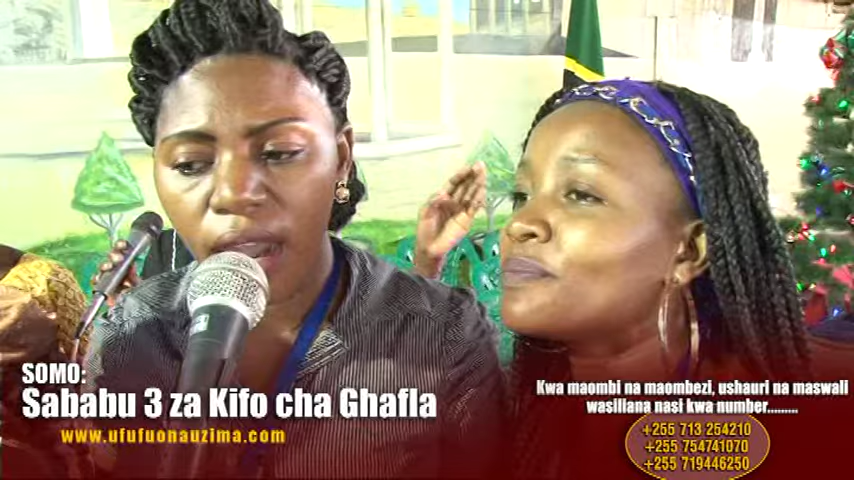 SOMO:
Sababu 3 za Kifo cha Ghafla
www.ufufuonauzima.com
Kwa maombi na maombezi, ushauri na maswali
wasiliana nasi kwa number..........
+255 713 254210
+255 754741070
+255 719446250